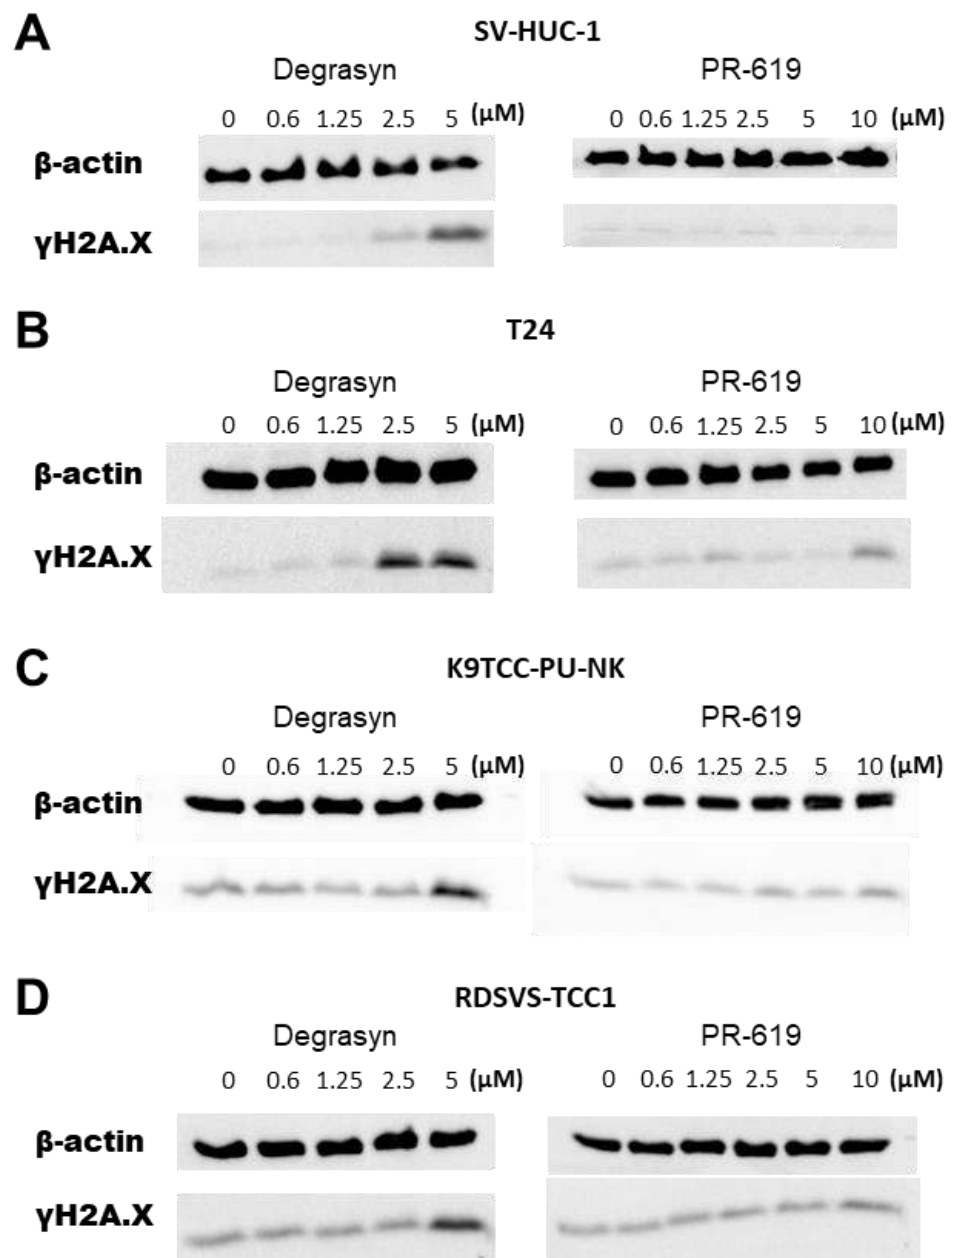 A
SV-HUC-1
Degrasyn
PR-619
0 0.6 1.25 2.5 5 (μM)
0 0.6 1.25 2.5 5 10 (μM)
β-actin
γH2A.X
B
T24
Degrasyn
PR-619
0 0.6 1.25 2.5 5 (μM)
0 0.6 1.25 2.5 5 10 (μM)
β-actin
γH2A.X
C
K9TCC-PU-NK
Degrasyn
PR-619
0 0.6 1.25 2.5 5 (μM)
0 0.6 1.25 2.5 5 10 (μM)
β-actin
γH2A.X
D
RDSVS-TCC1
Degrasyn
PR-619
0 0.6 1.25 2.5 5 (μM)
0 0.6 1.25 2.5 5 10 (μM)
β-actin
γH2A.X